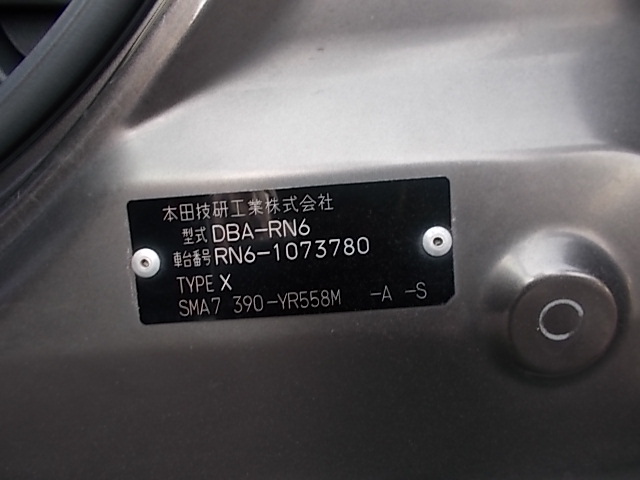 本田技研工業株式会社
型式 DBA-RN6
車台番号 RN6-1073780
TYPE X
SMA7 390-YR558M -A -S